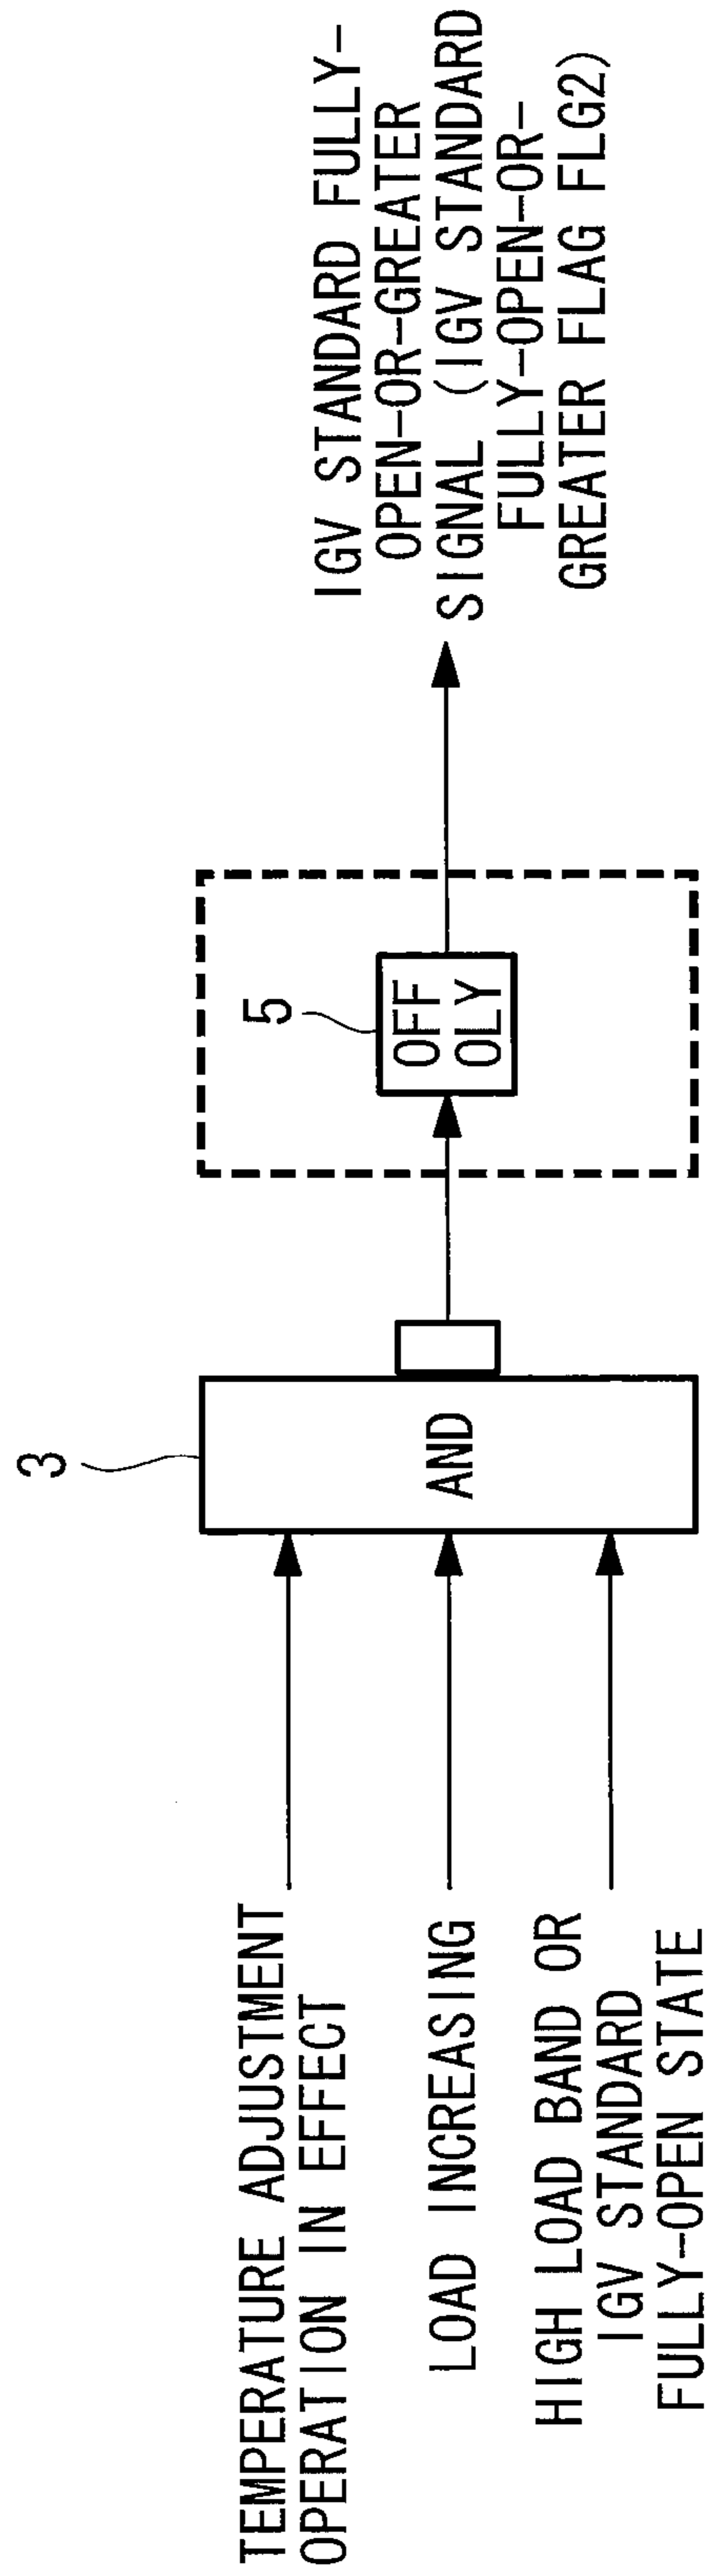 TEMPERATURE ADJUSTMENT
OPERATION IN EFFECT
LOAD INCREASING
HIGH LOAD BAND OR
IGV STANDARD
FULLY-OPEN STATE
3
AND
5
OFF
OLY
IGV STANDARD FULLY-
OPEN-OR-GREATER
SIGNAL (IGV STANDARD
FULLY-OPEN-OR-
GREATER FLAG FLG2)